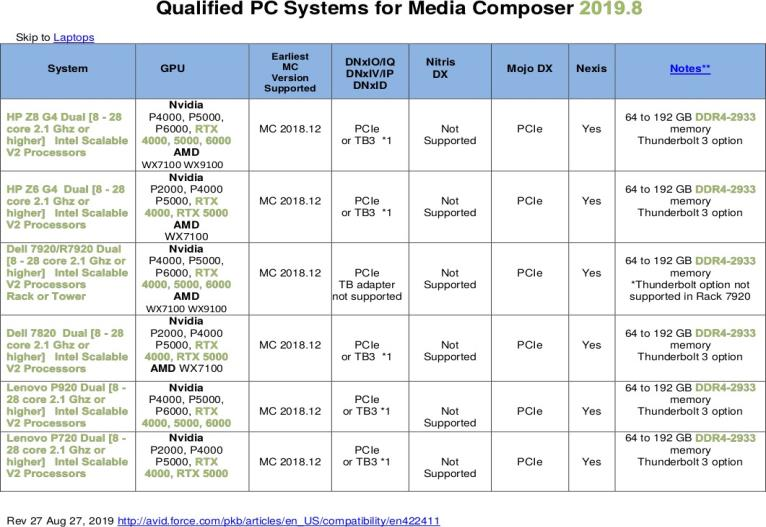 Qualified PC Systems for Media Composer 2019.8
Skip to Laptops
System
GPU
Earliest
MC
Version
Supported
DNxIO/IQ
DNxIV/IP
DNxID
Nitris
DX
Mojo DX
Nexis
Notes**
HP Z8 G4 Dual [8 - 28
core 2.1 Ghz or
higher] Intel Scalable
V2 Processors
Nvidia
P4000, P5000,
P6000, RTX
4000, 5000, 6000
AMD
WX7100 WX9100
MC 2018.12
PCIe
or TB3 *1
Not
Supported
PCIe
Yes
64 to 192 GB DDR4-2933
memory
Thunderbolt 3 option
HP Z6 G4 Dual [8 - 28
core 2.1 Ghz or
higher] Intel Scalable
V2 Processors
Nvidia
P2000, P4000
P5000, RTX
4000, RTX 5000
AMD
WX7100
MC 2018.12
PCIe
or TB3 *1
Not
Supported
PCIe
Yes
64 to 192 GB DDR4-2933
memory
Thunderbolt 3 option
Dell 7920/R7920 Dual
[8 - 28 core 2.1 Ghz or
higher] Intel Scalable
V2 Processors
Rack or Tower
Nvidia
P4000, P5000,
P6000, RTX
4000, 5000, 6000
AMD
WX7100 WX9100
MC 2018.12
PCIe
TB adapter
not supported
Not
Supported
PCIe
Yes
64 to 192 GB DDR4-2933
memory
*Thunderbolt option not
supported in Rack 7920
Dell 7820 Dual [8 - 28
core 2.1 Ghz or
higher] Intel Scalable
V2 Processors
Nvidia
P2000, P4000
P5000, RTX
4000, RTX 5000
AMD WX7100
MC 2018.12
PCIe
or TB3 *1
Not
Supported
PCIe
Yes
64 to 192 GB DDR4-2933
memory
Thunderbolt 3 option
Lenovo P920 Dual [8 -
28 core 2.1 Ghz or
higher] Intel Scalable
V2 Processors
Nvidia
P4000, P5000,
P6000, RTX
4000, 5000, 6000
MC 2018.12
PCIe
or TB3 *1
Not
Supported
PCIe
Yes
64 to 192 GB DDR4-2933
memory
Thunderbolt 3 option
Lenovo P720 Dual [8 -
28 core 2.1 Ghz or
higher] Intel Scalable
V2 Processors
Nvidia
P2000, P4000
P5000, RTX
4000, RTX 5000
MC 2018.12
PCIe
or TB3 *1
Not
Supported
PCIe
Yes
64 to 192 GB DDR4-2933
memory
Thunderbolt 3 option
Rev 27 Aug 27, 2019 http://avid.force.com/pkb/articles/en_US/compatibility/en422411